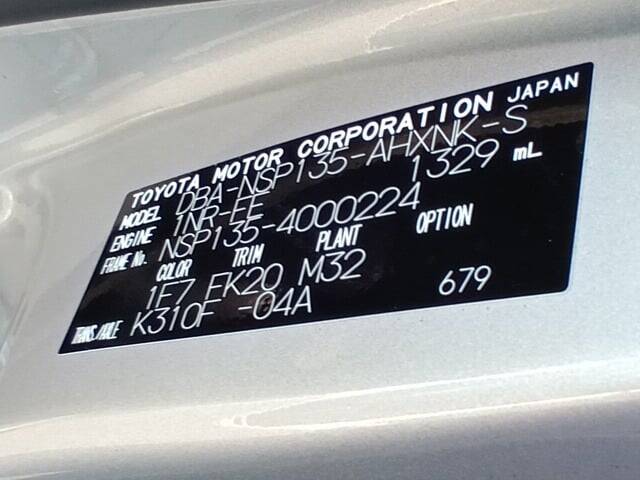 TOYOTA MOTOR CORPORATION JAPAN
MODEL DBA-NSP135-AHXNK-S
ENGINE 1NR-FE 1329 mL
FRAME No. NSP135-4000224
COLOR TRIM PLANT OPTION
1F7 FK20 M32
TRANS./AXLE K310F -04A 679